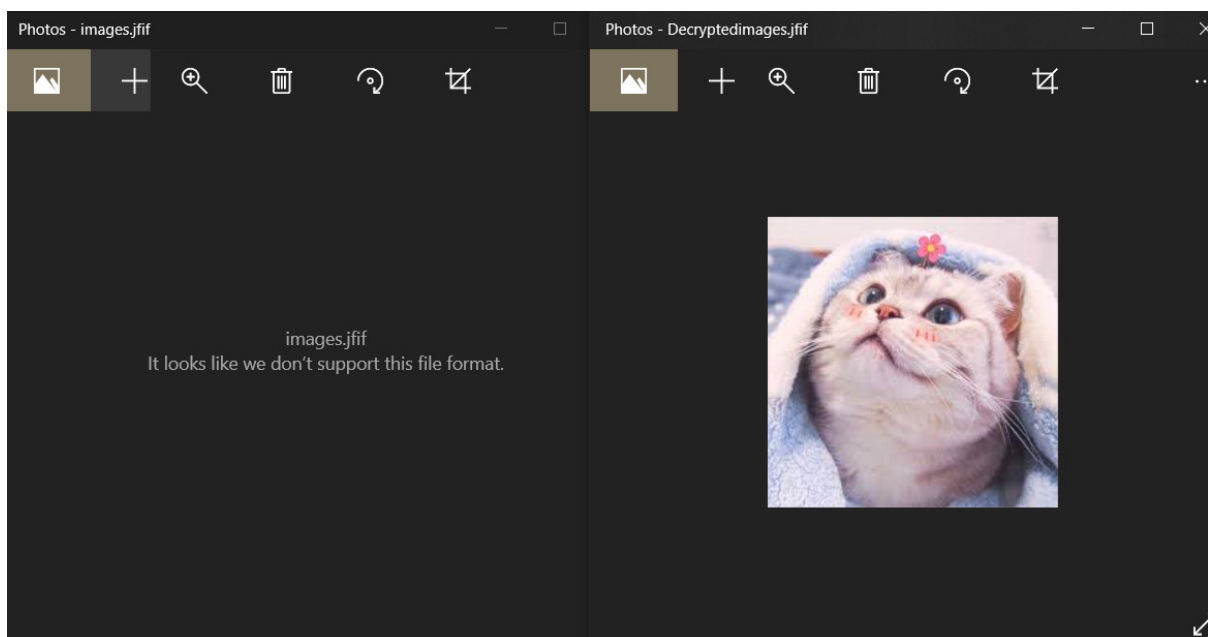 Photos - images.jfif
Photos - Decryptedimages.jfif
images.jfif
It looks like we don't support this file format.